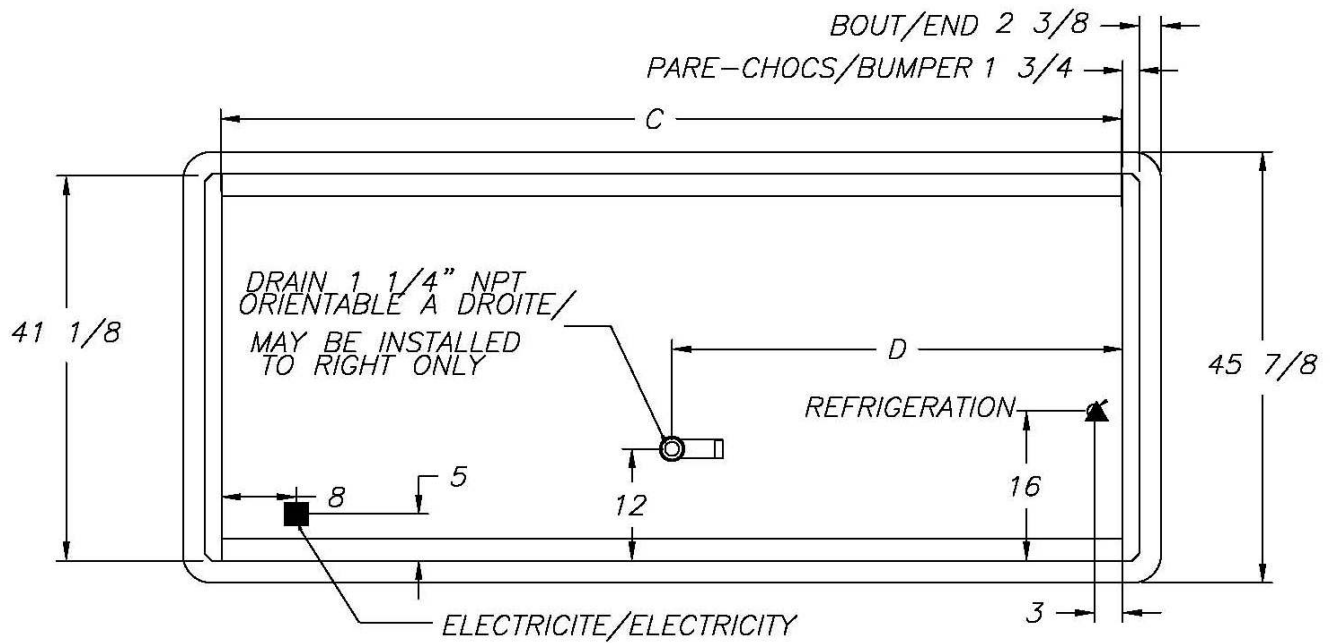 BOUT/END 2 3/8
PARE-CHOCS/BUMPER 1 3/4
C
DRAIN 1 1/4" NPT
ORIENTABLE A DROITE/
MAY BE INSTALLED
TO RIGHT ONLY
41 1/8
D
45 7/8
REFRIGERATION
5
8
12
16
3
ELECTRICITE/ELECTRICITY